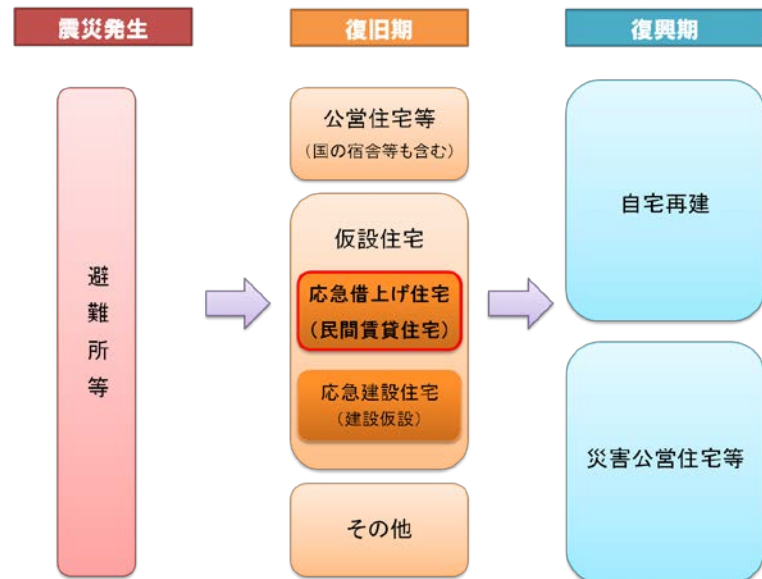 震災発生
復旧期
復興期
避難所等
公営住宅等
（国の宿舎等も含む）
仮設住宅
応急借上げ住宅
（民間賃貸住宅）
応急建設住宅
（建設仮設）
その他
自宅再建
災害公営住宅等